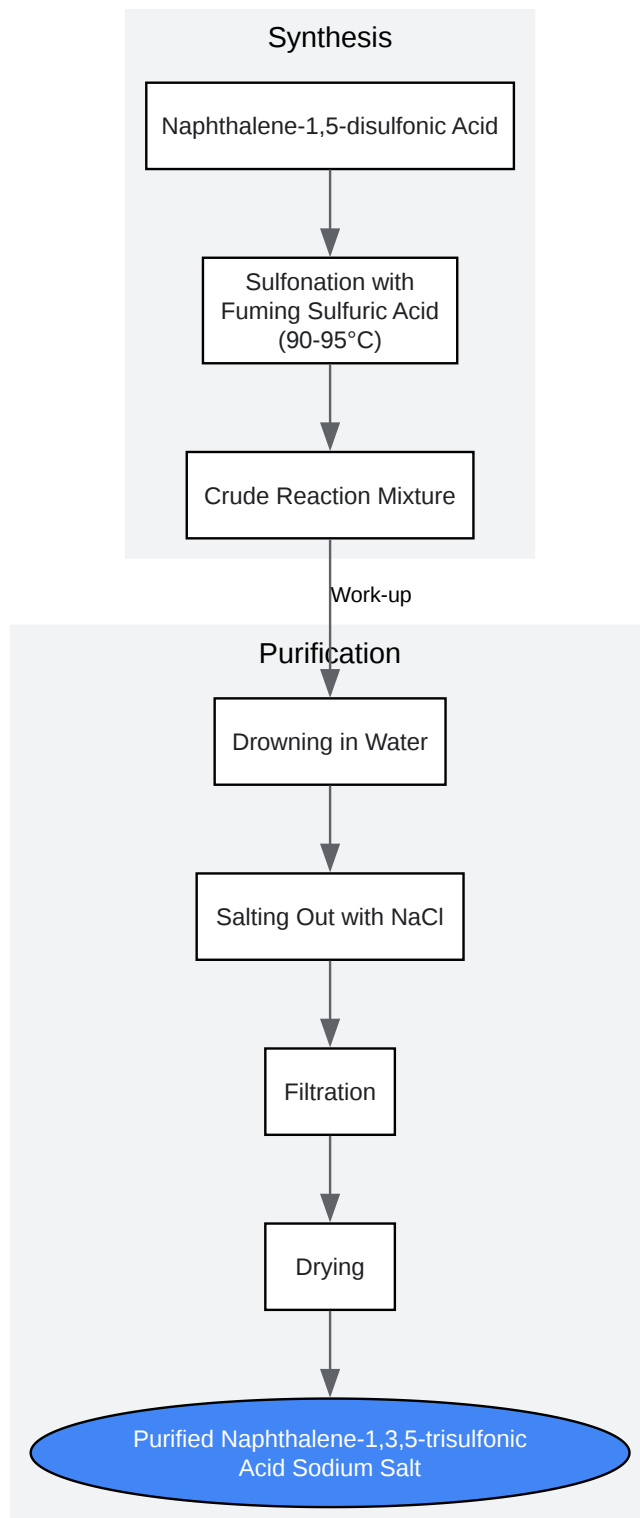 Synthesis
Naphthalene-1,5-disulfonic Acid
Sulfonation with
Fuming Sulfuric Acid
(90-95°C)
Crude Reaction Mixture
Work-up
Purification
Drowning in Water
Salting Out with NaCl
Filtration
Drying
Purified Naphthalene-1,3,5-trisulfonic
Acid Sodium Salt